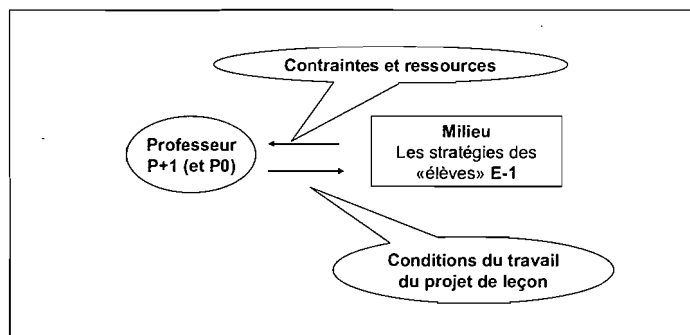 Contraintes et ressources
Professeur
P+1 (et P0)
Milieu
Les stratégies des
«élèves» E-1
Conditions du travail
du projet de leçon